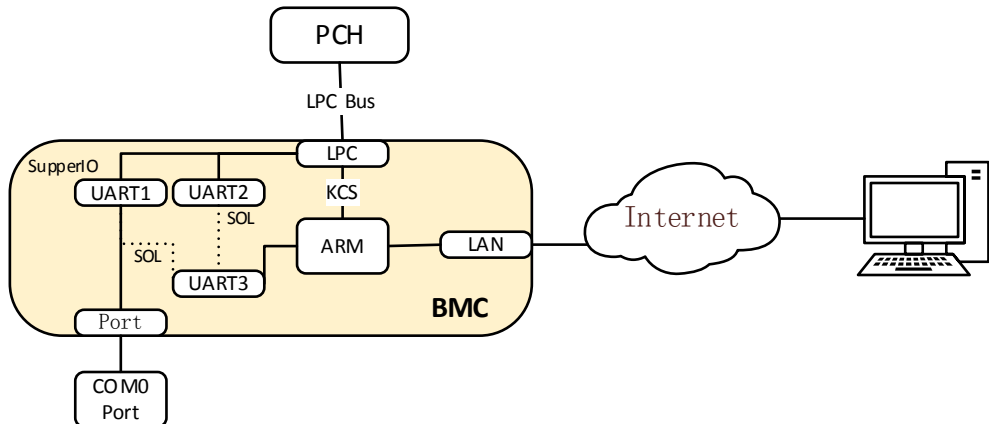 PCH
LPC Bus
LPC
SupperIO
UART1
UART2
KCS
SOL
SOL
ARM
LAN
UART3
Internet
BMC
Port
COM0
Port